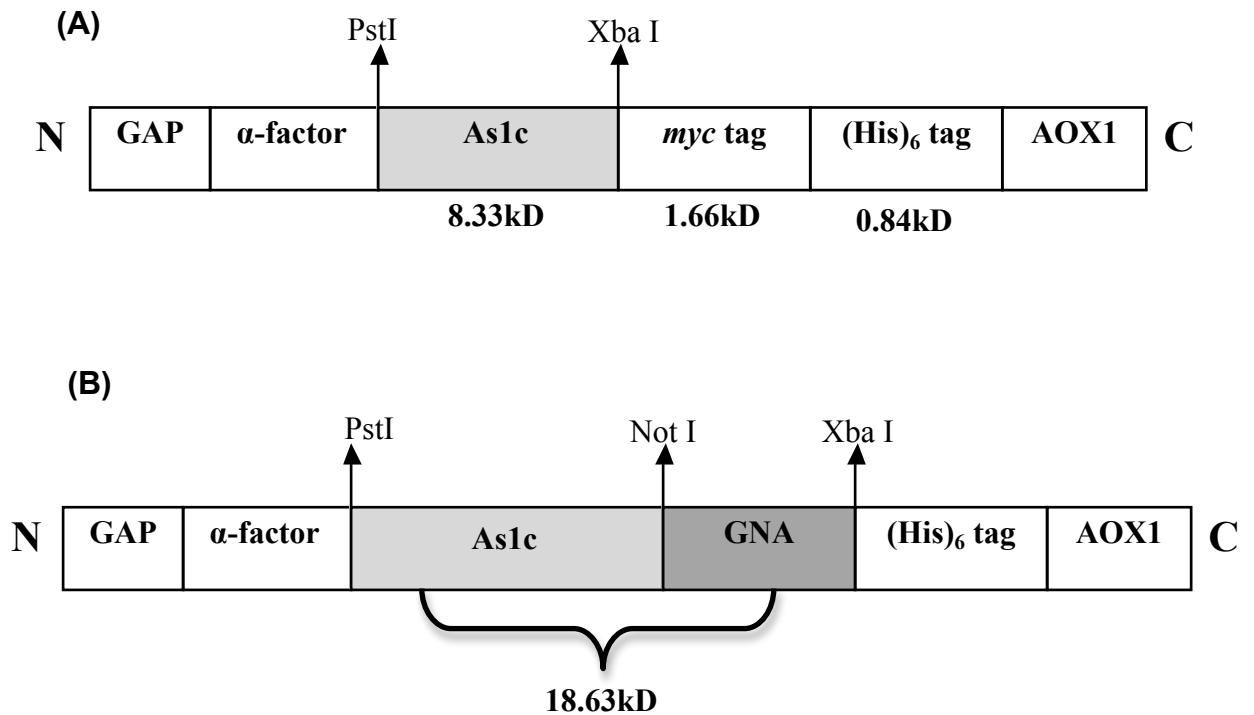 (A)
PstI
Xba I
N GAP α-factor As1c myc tag (His)₆ tag AOX1 C
8.33kD 1.66kD 0.84kD
(B)
PstI
Not I
Xba I
N GAP α-factor As1c GNA (His)₆ tag AOX1 C
18.63kD